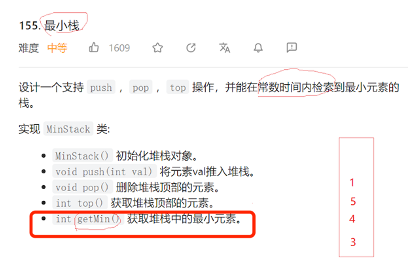 155. 最小栈
难度 中等 1609
设计一个支持 push , pop , top 操作，并能在常数时间内检索到最小元素的
栈。
实现 MinStack 类:
• MinStack() 初始化堆栈对象。
• void push(int val) 将元素val推入堆栈。
• void pop() 删除堆栈顶部的元素。
• int top() 获取堆栈顶部的元素。
• int getMin() 获取堆栈中的最小元素。
1
5
4
3